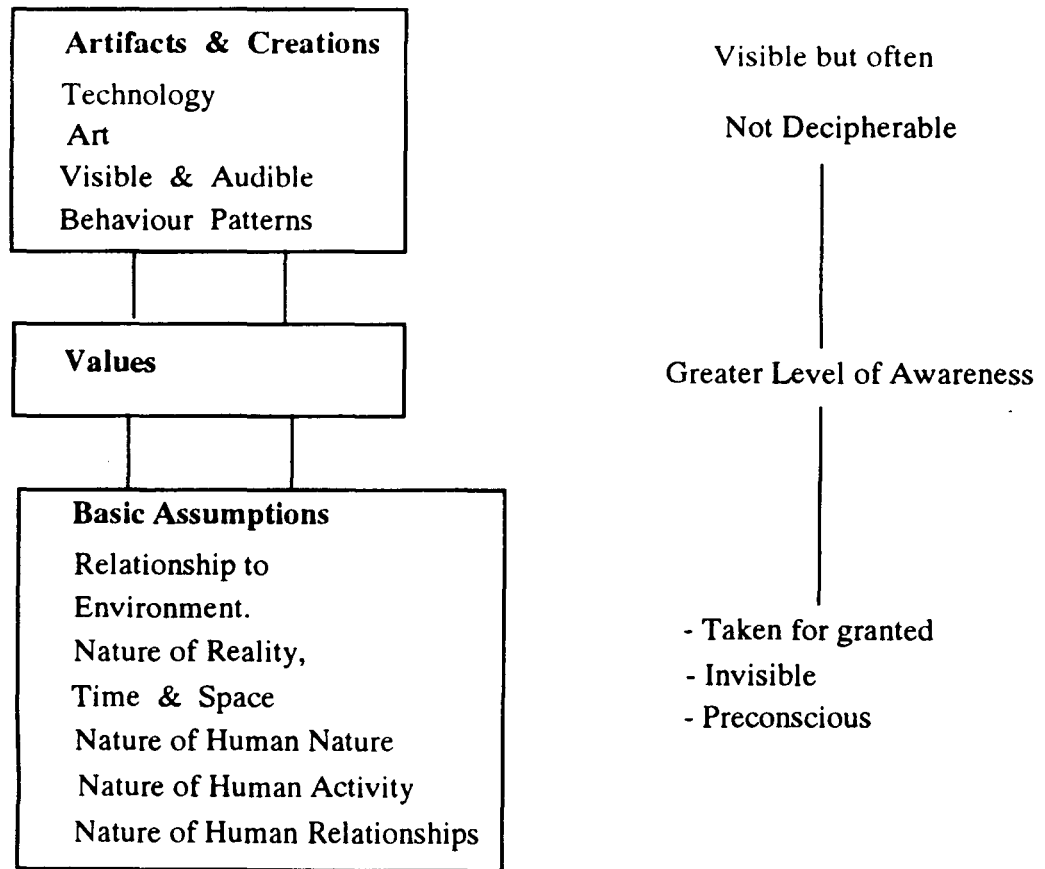 Artifacts & Creations
Technology
Art
Visible & Audible
Behaviour Patterns
Visible but often
Not Decipherable
Values
Greater Level of Awareness
Basic Assumptions
Relationship to
Environment.
Nature of Reality,
Time & Space
Nature of Human Nature
Nature of Human Activity
Nature of Human Relationships
- Taken for granted
- Invisible
- Preconscious